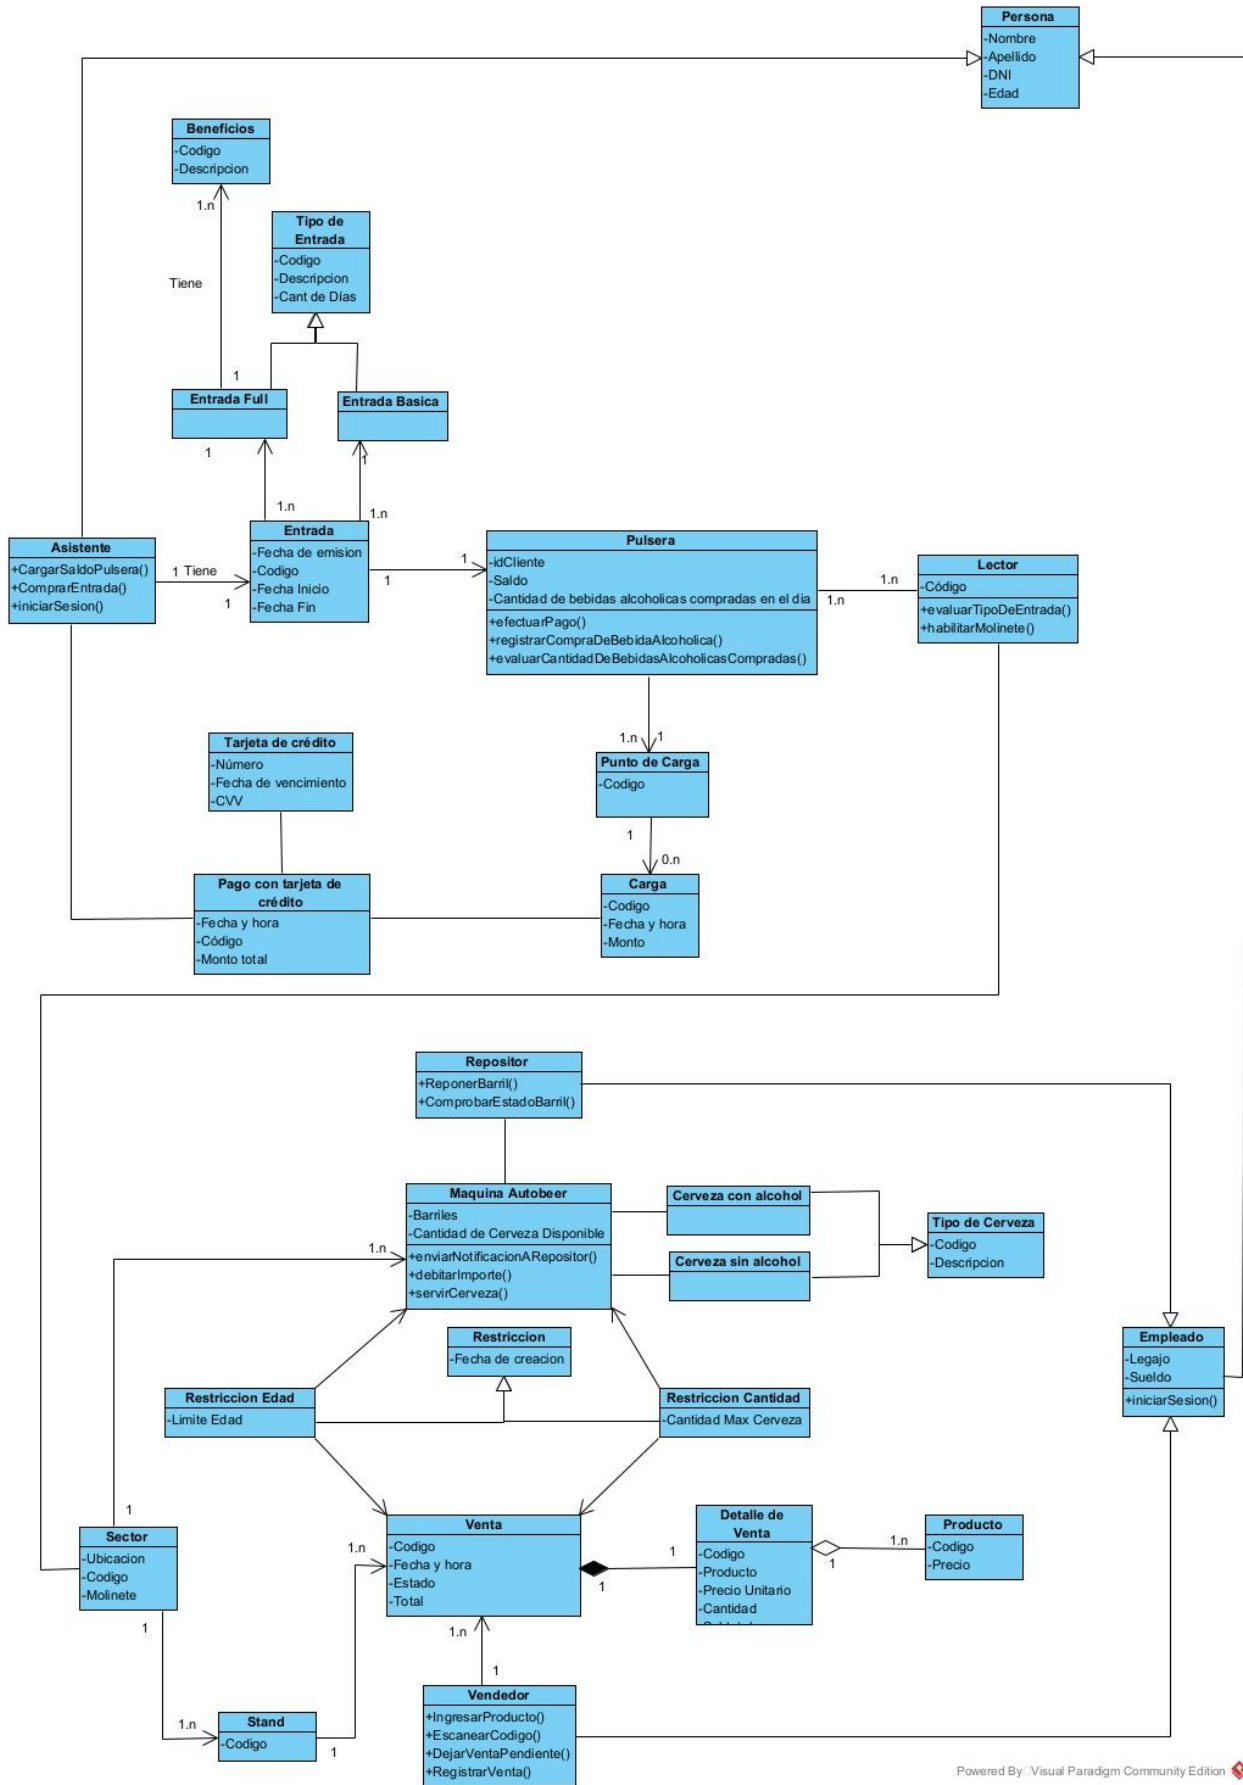 Persona
-Nombre
-Apellido
-DNI
-Edad
Beneficios
-Codigo
-Descripcion
1.n
Tiene
1
Tipo de
Entrada
-Codigo
-Descripcion
-Cant de Días
Entrada Full
1
Entrada Basica
1
1.n
1.n
Asistente
+CargarSaldoPulsera()
+ComprarEntrada()
+iniciarSesion()
1 Tiene
1
Entrada
-Fecha de emision
-Codigo
-Fecha Inicio
-Fecha Fin
1
1
Pulsera
-idCliente
-Saldo
-Cantidad de bebidas alcoholicas compradas en el dia
+efectuarPago()
+registrarCompraDeBebidaAlcoholica()
+evaluarCantidadDeBebidasAlcoholicasCompradas()
1.n
1.n
Lector
-Código
+evaluarTipoDeEntrada()
+habilitarMolinete()
1.n
1
Tarjeta de crédito
-Número
-Fecha de vencimiento
-CVV
Punto de Carga
-Codigo
1
0.n
Pago con tarjeta de
crédito
-Fecha y hora
-Código
-Monto total
Carga
-Codigo
-Fecha y hora
-Monto
Repositor
+ReponerBarril()
+ComprobarEstadoBarril()
Maquina Autobeer
-Barriles
-Cantidad de Cerveza Disponible
+enviarNotificacionARepositor()
+debitarImporte()
+servirCerveza()
1.n
Cerveza con alcohol
Cerveza sin alcohol
Tipo de Cerveza
-Codigo
-Descripcion
Restriccion
-Fecha de creacion
Empleado
-Legajo
-Sueldo
+iniciarSesion()
Restriccion Edad
-Limite Edad
Restriccion Cantidad
-Cantidad Max Cerveza
1
Sector
-Ubicacion
-Codigo
-Molinete
1
1.n
Venta
-Codigo
-Fecha y hora
-Estado
-Total
1
1
Detalle de
Venta
-Codigo
-Producto
-Precio Unitario
-Cantidad
1
1.n
Producto
-Codigo
-Precio
1.n
1
1.n
Stand
-Codigo
1
Vendedor
+IngresarProducto()
+EscanearCodigo()
+DejarVentaPendiente()
+RegistrarVenta()
Powered By Visual Paradigm Community Edition